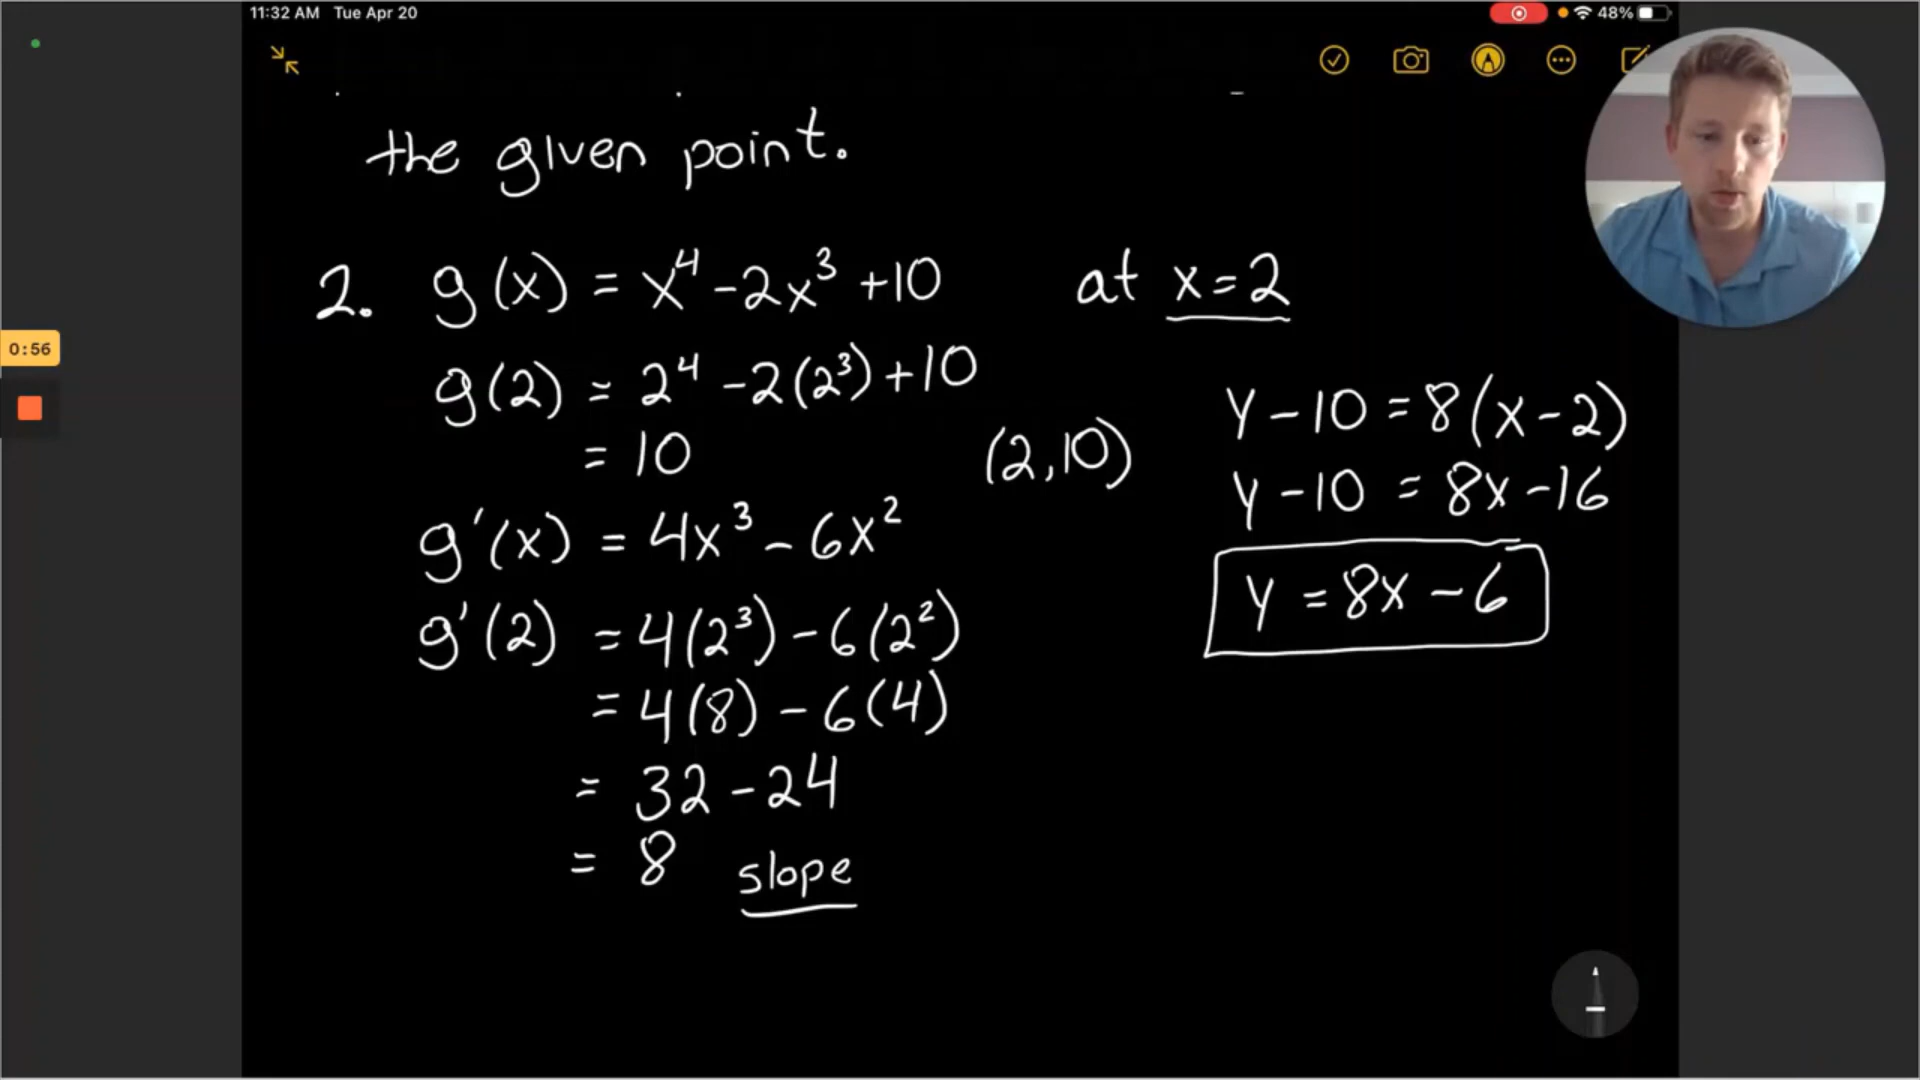 11:32 AM Tue Apr 20
48%
the given point.
2. g(x) = x⁴ - 2x³ + 10 at x = 2
g(2) = 2⁴ - 2(2³) + 10
= 10 (2,10)
g'(x) = 4x³ - 6x²
g'(2) = 4(2³) - 6(2²)
= 4(8) - 6(4)
= 32 - 24
= 8 slope
y - 10 = 8(x - 2)
y - 10 = 8x - 16
y = 8x - 6
0:56